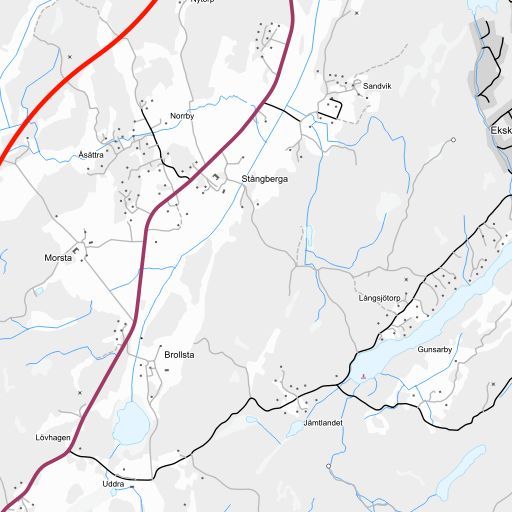 Nytorp
Sandvik
Norrby
Eksk
Åsättra
Stångberga
Morsta
Långsjötorp
Gunsarby
Brollsta
Jämtlandet
Lövhagen
Uddra